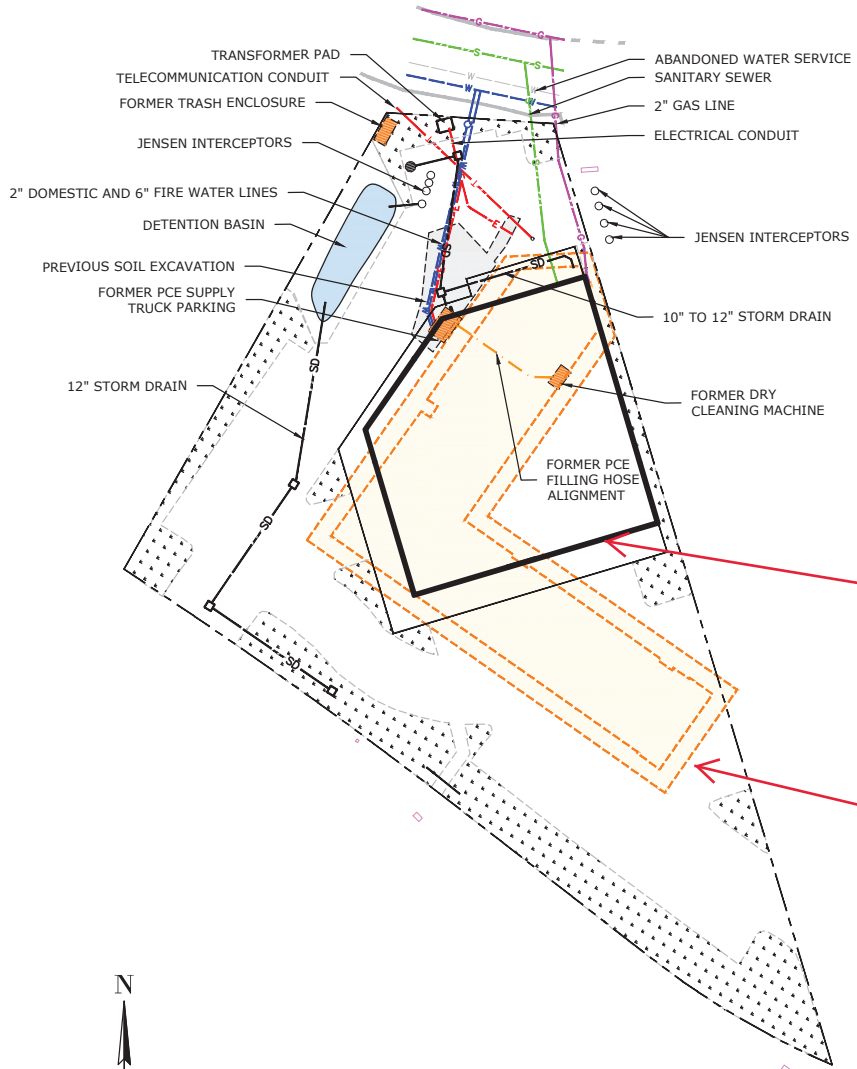 G
G
TRANSFORMER PAD
TELECOMMUNICATION CONDUIT
FORMER TRASH ENCLOSURE
JENSEN INTERCEPTORS
2" DOMESTIC AND 6" FIRE WATER LINES
DETENTION BASIN
PREVIOUS SOIL EXCAVATION
FORMER PCE SUPPLY
TRUCK PARKING
12" STORM DRAIN
S
S
W
W
W
W
ABANDONED WATER SERVICE
SANITARY SEWER
2" GAS LINE
ELECTRICAL CONDUIT
JENSEN INTERCEPTORS
10" TO 12" STORM DRAIN
FORMER DRY
CLEANING MACHINE
FORMER PCE
FILLING HOSE
ALIGNMENT
G
S
G
T
T
E
E
SD
SD
SD
SD
SD
N